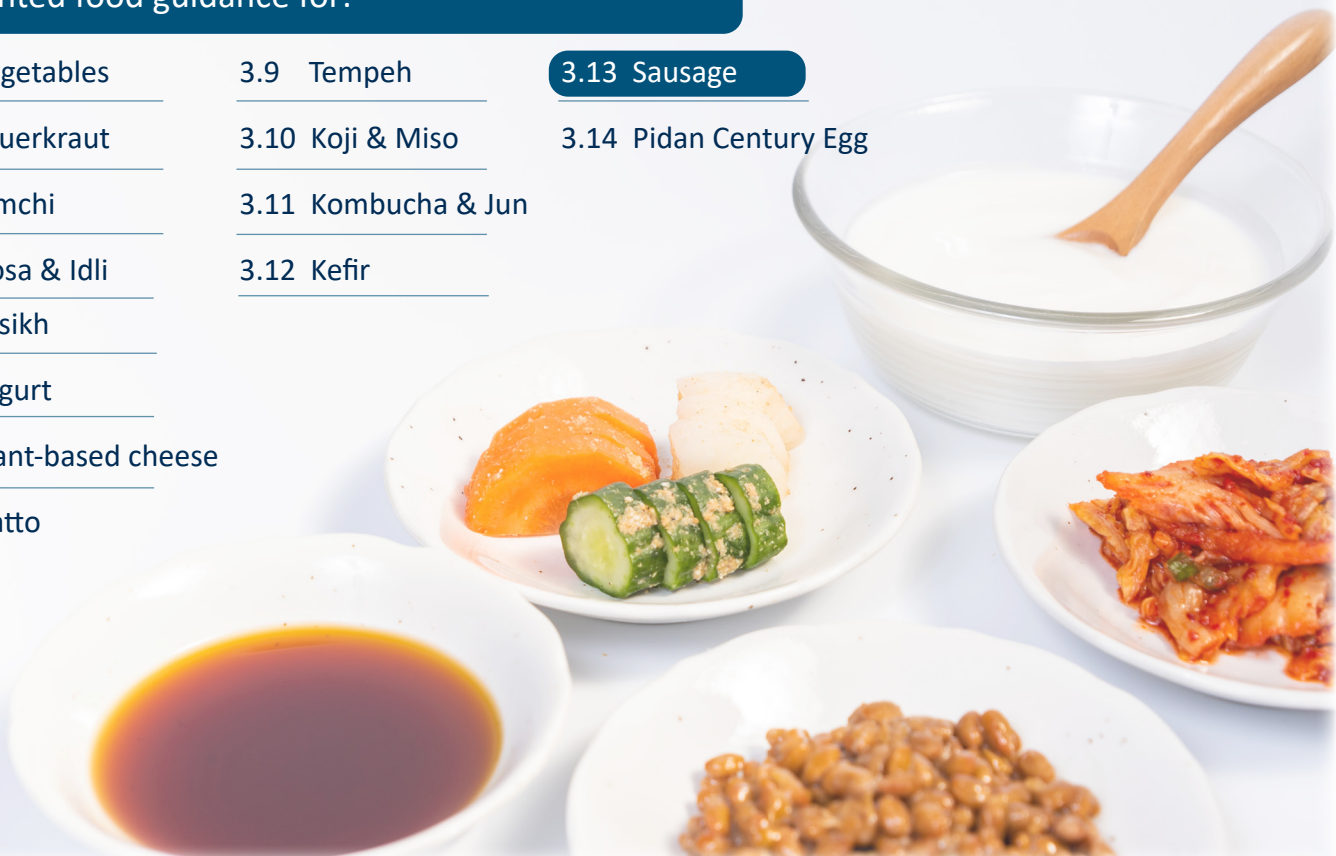 nted food guidance for:
getables
uerkraut
mchi
osa & Idli
sikh
gurt
ant-based cheese
atto
3.9 Tempeh
3.10 Koji & Miso
3.11 Kombucha & Jun
3.12 Kefir
3.13 Sausage
3.14 Pidan Century Egg